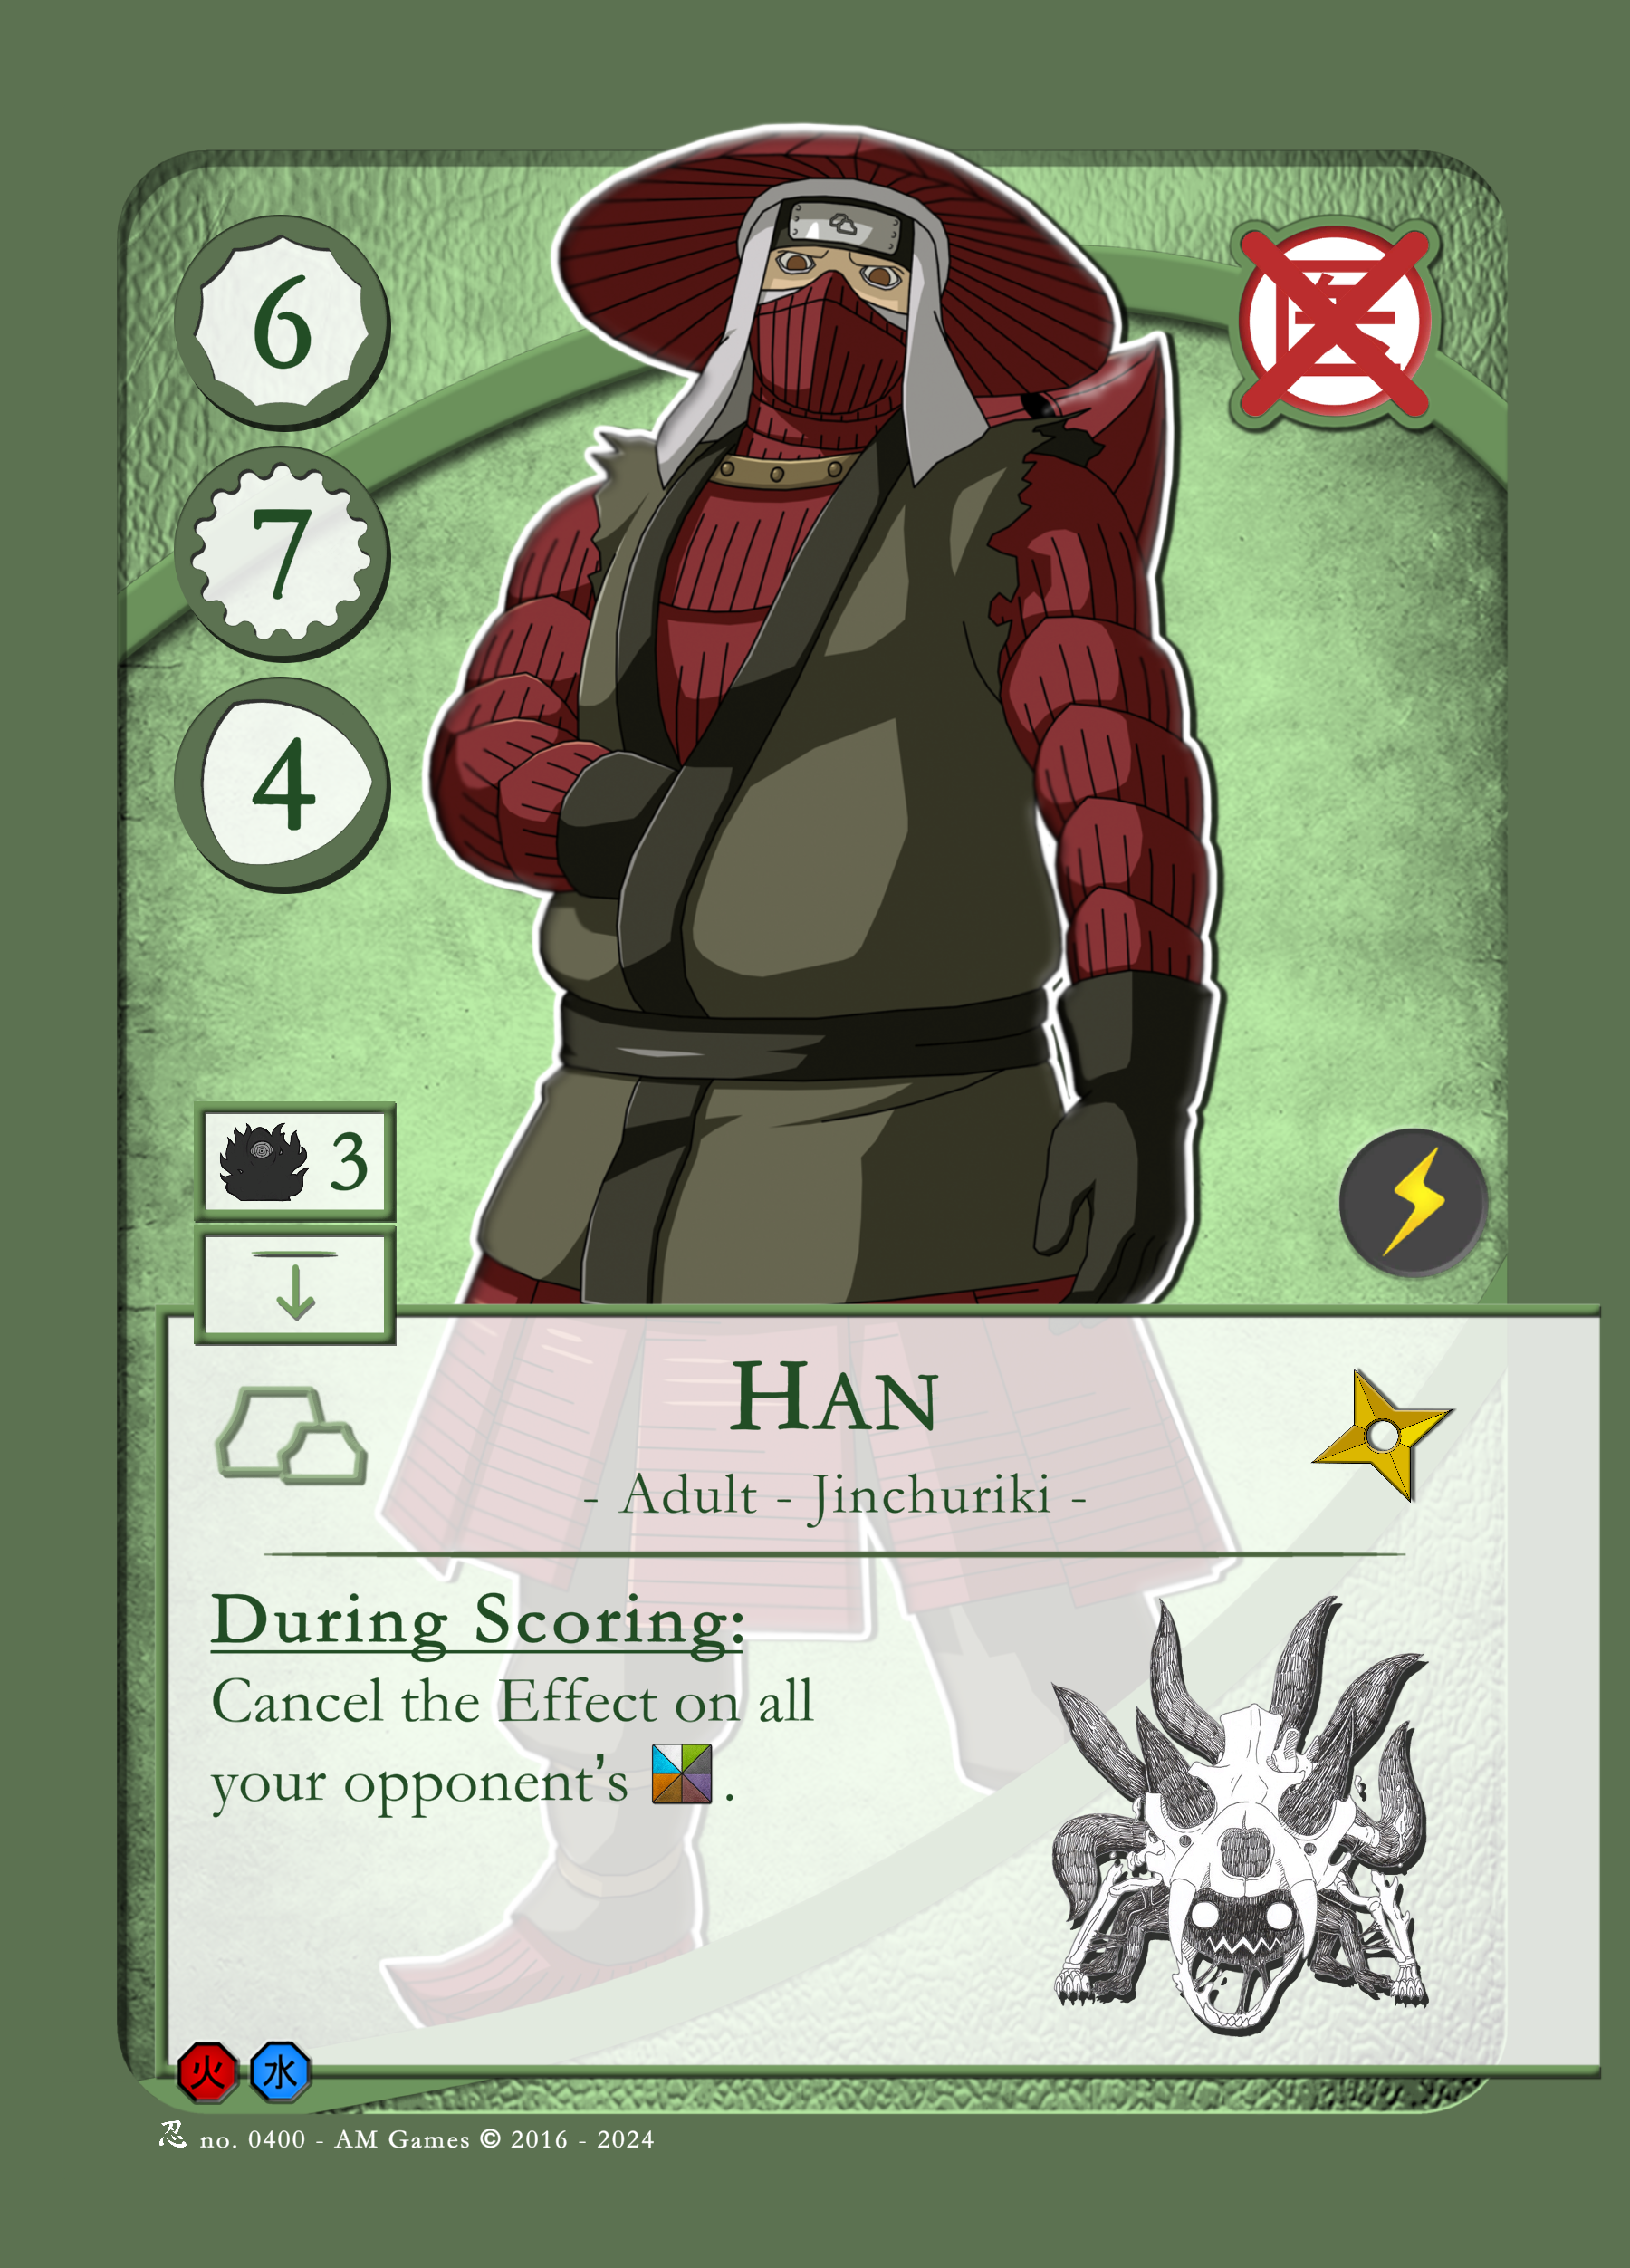 6
7
4
医
3
Han
- Adult - Jinchuriki -
During Scoring:
Cancel the Effect on all
your opponent's .
火 水
忍 no. 0400 - AM Games © 2016 - 2024